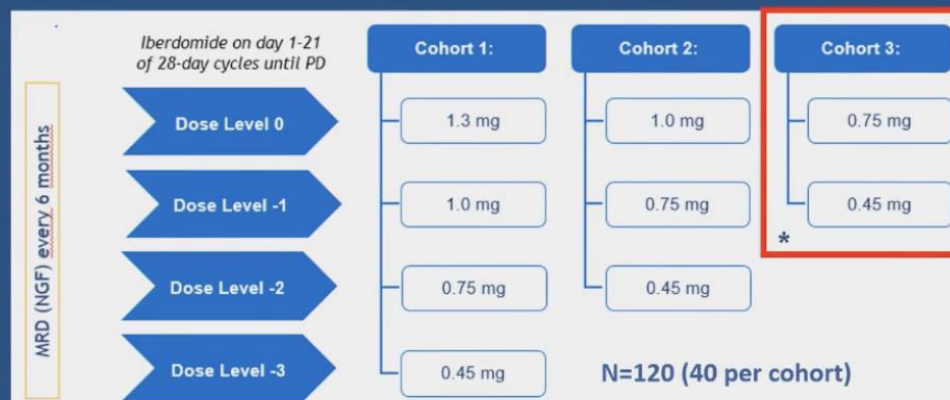 Iberdomide on day 1-21
of 28-day cycles until PD
Cohort 1:
Cohort 2:
Cohort 3:
MRD (NGF) every 6 months
Dose Level 0
1.3 mg
1.0 mg
0.75 mg
Dose Level -1
1.0 mg
0.75 mg
0.45 mg
*
Dose Level -2
0.75 mg
0.45 mg
Dose Level -3
0.45 mg
N=120 (40 per cohort)